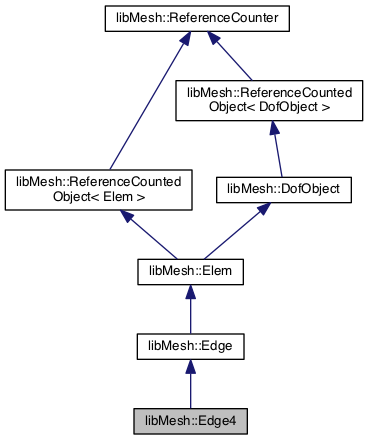 libMesh::ReferenceCounter
libMesh::ReferenceCounted
Object< DofObject >
libMesh::ReferenceCounted
Object< Elem >
libMesh::DofObject
libMesh::Elem
libMesh::Edge
libMesh::Edge4